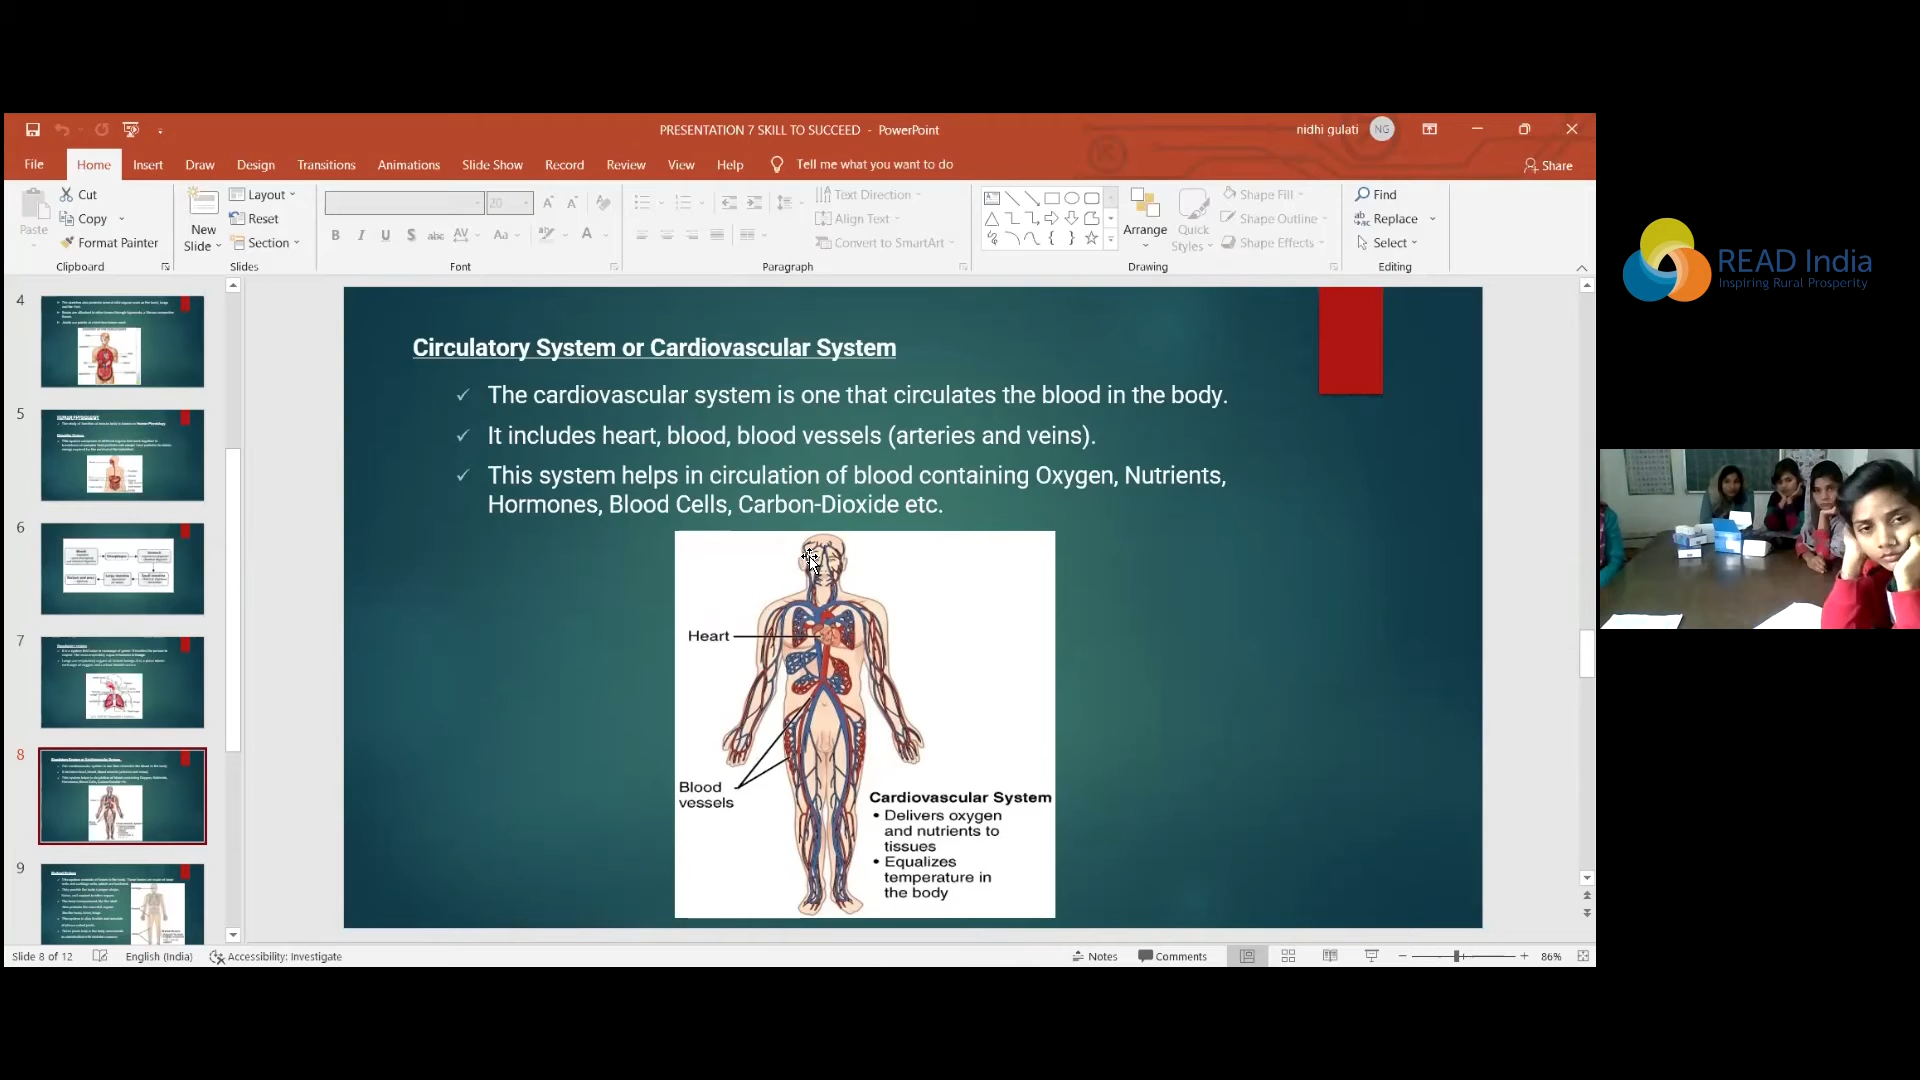 PRESENTATION 7 SKILL TO SUCCEED - PowerPoint
nidhi gulati NG
File Home Insert Draw Design Transitions Animations Slide Show Record Review View Help Tell me what you want to do Share
Paste
Cut
Copy
Format Painter
Clipboard
New
Slide
Layout
Reset
Section
Slides
20
B I U S abc AV Aa A
Font
Text Direction
Align Text
Convert to SmartArt
Paragraph
Arrange
Quick
Styles
Shape Fill
Shape Outline
Shape Effects
Drawing
Find
Replace
Select
Editing
READ India
Inspiring Rural Prosperity
4
5
6
7
8
9
Circulatory System or Cardiovascular System
✓ The cardiovascular system is one that circulates the blood in the body.
✓ It includes heart, blood, blood vessels (arteries and veins).
✓ This system helps in circulation of blood containing Oxygen, Nutrients,
Hormones, Blood Cells, Carbon-Dioxide etc.
Heart
Blood
vessels
Cardiovascular System
• Delivers oxygen
and nutrients to
tissues
• Equalizes
temperature in
the body
Slide 8 of 12 English (India) Accessibility: Investigate Notes Comments 86%